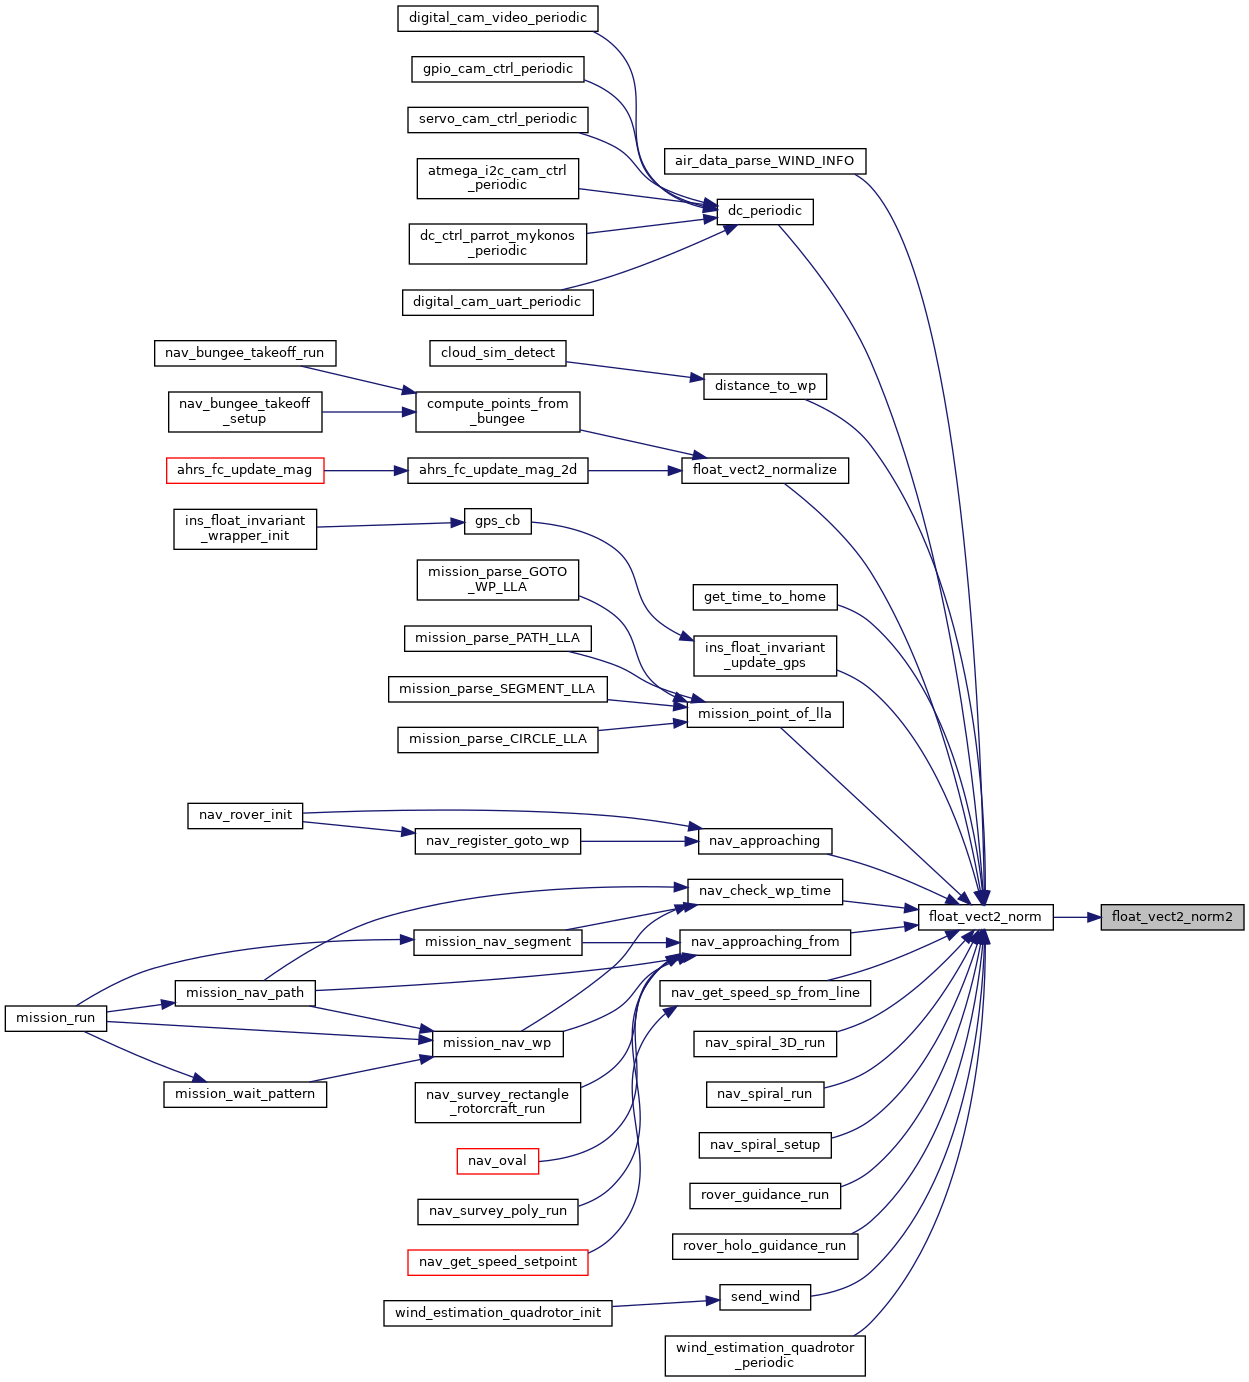 digital_cam_video_periodic
gpio_cam_ctrl_periodic
servo_cam_ctrl_periodic
air_data_parse_WIND_INFO
atmega_i2c_cam_ctrl
_periodic
dc_periodic
dc_ctrl_parrot_mykonos
_periodic
digital_cam_uart_periodic
nav_bungee_takeoff_run
cloud_sim_detect
distance_to_wp
nav_bungee_takeoff
_setup
compute_points_from
_bungee
ahrs_fc_update_mag
ahrs_fc_update_mag_2d
float_vect2_normalize
ins_float_invariant
_wrapper_init
gps_cb
mission_parse_GOTO
_WP_LLA
get_time_to_home
mission_parse_PATH_LLA
ins_float_invariant
_update_gps
mission_parse_SEGMENT_LLA
mission_point_of_lla
mission_parse_CIRCLE_LLA
nav_rover_init
nav_register_goto_wp
nav_approaching
nav_check_wp_time
float_vect2_norm
float_vect2_norm2
mission_nav_segment
nav_approaching_from
mission_nav_path
nav_get_speed_sp_from_line
mission_run
mission_nav_wp
nav_spiral_3D_run
mission_wait_pattern
nav_survey_rectangle
_rotorcraft_run
nav_spiral_run
nav_oval
nav_spiral_setup
nav_survey_poly_run
rover_guidance_run
nav_get_speed_setpoint
rover_holo_guidance_run
wind_estimation_quadrotor_init
send_wind
wind_estimation_quadrotor
_periodic